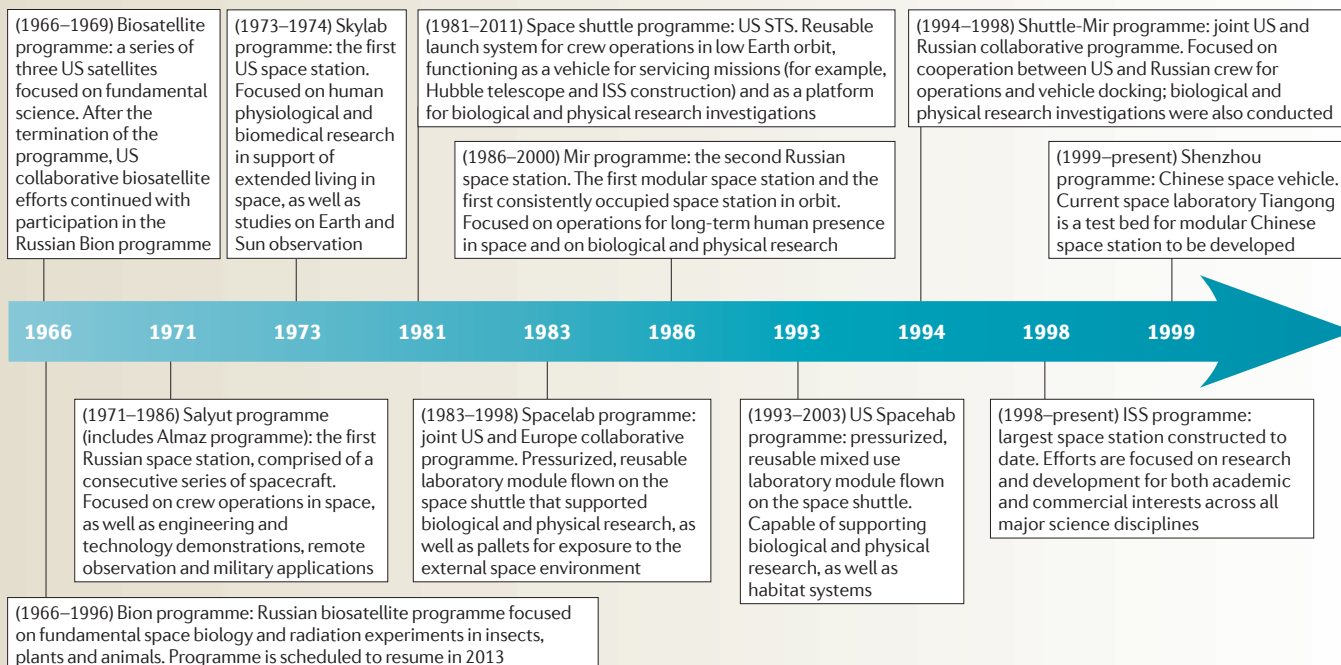 (1966–1969) Biosatellite
programme: a series of
three US satellites
focused on fundamental
science. After the
termination of the
programme, US
collaborative biosatellite
efforts continued with
participation in the
Russian Bion programme
(1973–1974) Skylab
programme: the first
US space station.
Focused on human
physiological and
biomedical research
in support of
extended living in
space, as well as
studies on Earth and
Sun observation
(1981–2011) Space shuttle programme: US STS. Reusable
launch system for crew operations in low Earth orbit,
functioning as a vehicle for servicing missions (for example,
Hubble telescope and ISS construction) and as a platform
for biological and physical research investigations
(1994–1998) Shuttle-Mir programme: joint US and
Russian collaborative programme. Focused on
cooperation between US and Russian crew for
operations and vehicle docking; biological and
physical research investigations were also conducted
(1986–2000) Mir programme: the second Russian
space station. The first modular space station and the
first consistently occupied space station in orbit.
Focused on operations for long-term human presence
in space and on biological and physical research
(1999–present) Shenzhou
programme: Chinese space vehicle.
Current space laboratory Tiangong
is a test bed for modular Chinese
space station to be developed
1966 1971 1973 1981 1983 1986 1993 1994 1998 1999
(1971–1986) Salyut programme
(includes Almaz programme): the first
Russian space station, comprised of a
consecutive series of spacecraft.
Focused on crew operations in space,
as well as engineering and
technology demonstrations, remote
observation and military applications
(1983–1998) Spacelab programme:
joint US and Europe collaborative
programme. Pressurized, reusable
laboratory module flown on the
space shuttle that supported
biological and physical research, as
well as pallets for exposure to the
external space environment
(1993–2003) US Spacehab
programme: pressurized,
reusable mixed use
laboratory module flown
on the space shuttle.
Capable of supporting
biological and physical
research, as well as
habitat systems
(1998–present) ISS programme:
largest space station constructed to
date. Efforts are focused on research
and development for both academic
and commercial interests across all
major science disciplines
(1966–1996) Bion programme: Russian biosatellite programme focused
on fundamental space biology and radiation experiments in insects,
plants and animals. Programme is scheduled to resume in 2013